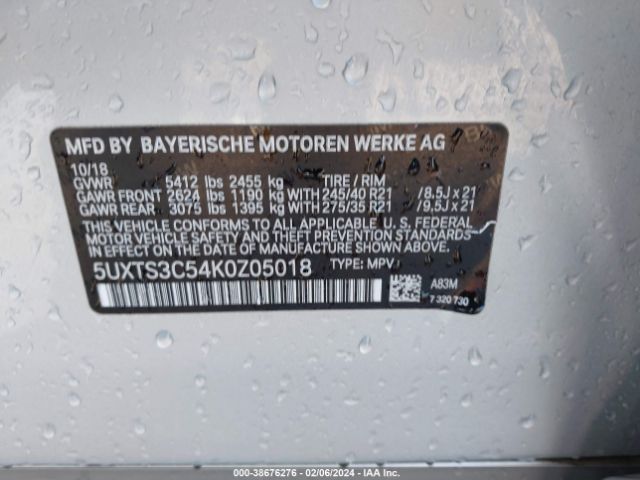 MFD BY BAYERISCHE MOTOREN WERKE AG
10/18
GVWR 5412 lbs 2455 kg TIRE / RIM
GAWR FRONT 2624 lbs 1190 kg WITH 245/40 R21 /8.5J x 21
GAWR REAR 3075 lbs 1395 kg WITH 275/35 R21 /9.5J x 21
THIS VEHICLE CONFORMS TO ALL APPLICABLE U. S. FEDERAL
MOTOR VEHICLE SAFETY STANDARDS
IN EFFECT ON THE DATE OF MANUFACTURE SHOWN ABOVE.
5UXTS3C54K0Z05018 TYPE: MPV
A83M
7 320 730
000-38676276 - 02/06/2024 - IAA Inc.